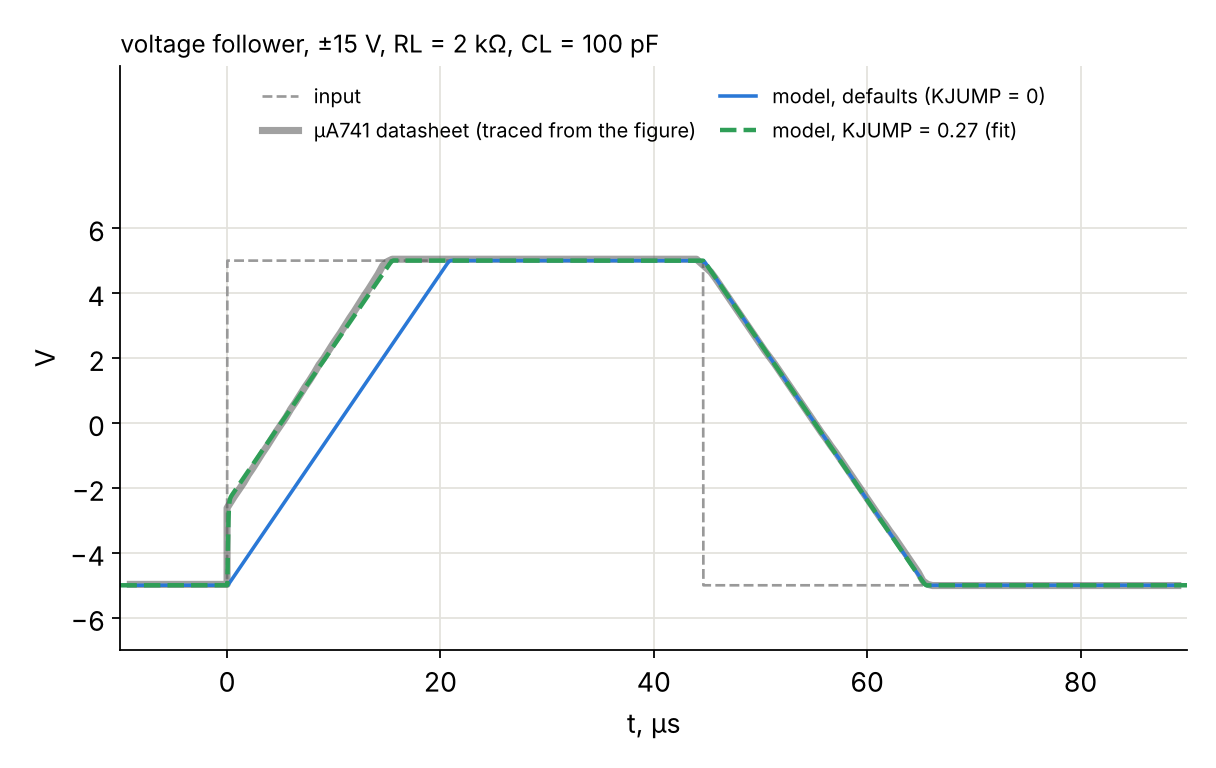 voltage follower, ±15 V, RL = 2 kΩ, CL = 100 pF
input
µA741 datasheet (traced from the figure)
model, defaults (KJUMP = 0)
model, KJUMP = 0.27 (fit)
V
6
4
2
0
−2
−4
−6
0 20 40 60 80
t, µs